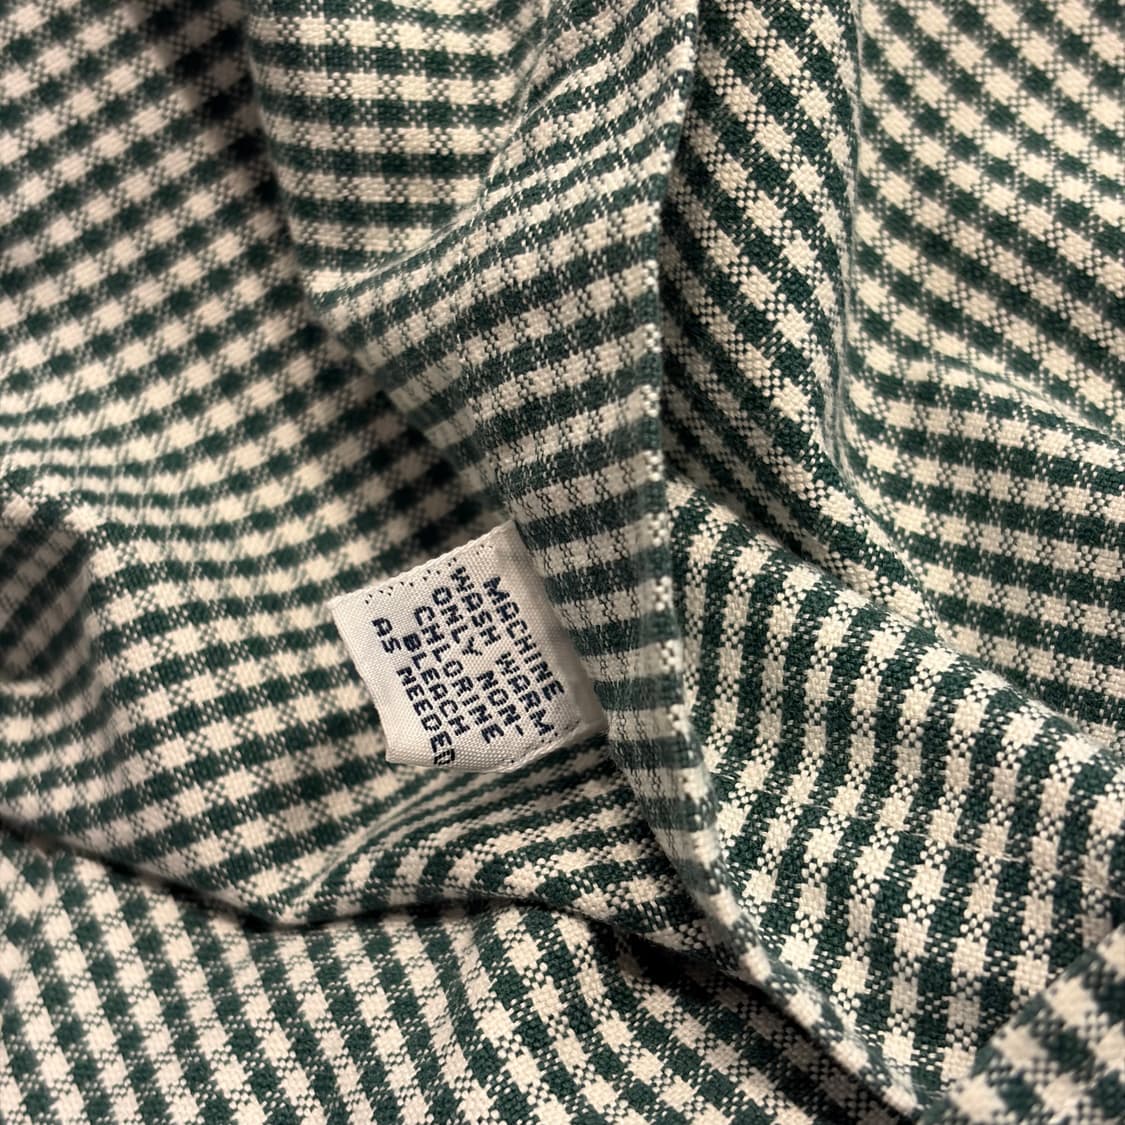 MACHINE
WASH WARM
ONLY NON-
CHLORINE
BLEACH
AS NEEDED